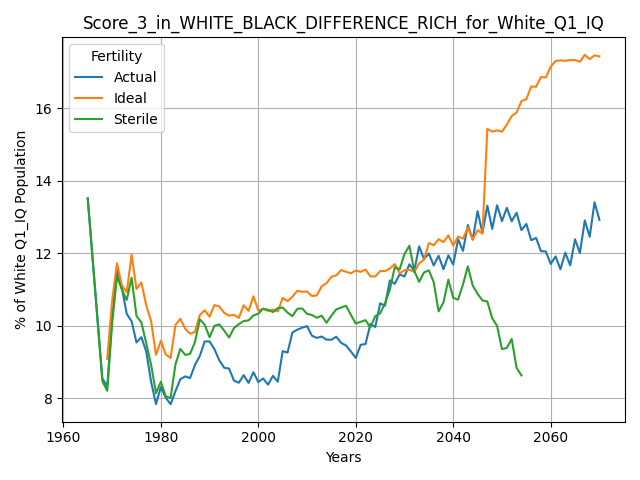 Score_3_in_WHITE_BLACK_DIFFERENCE_RICH_for_White_Q1_IQ
Fertility
Actual
Ideal
Sterile
% of White Q1_IQ Population
16
14
12
10
8
1960
1980
2000
2020
2040
2060
Years